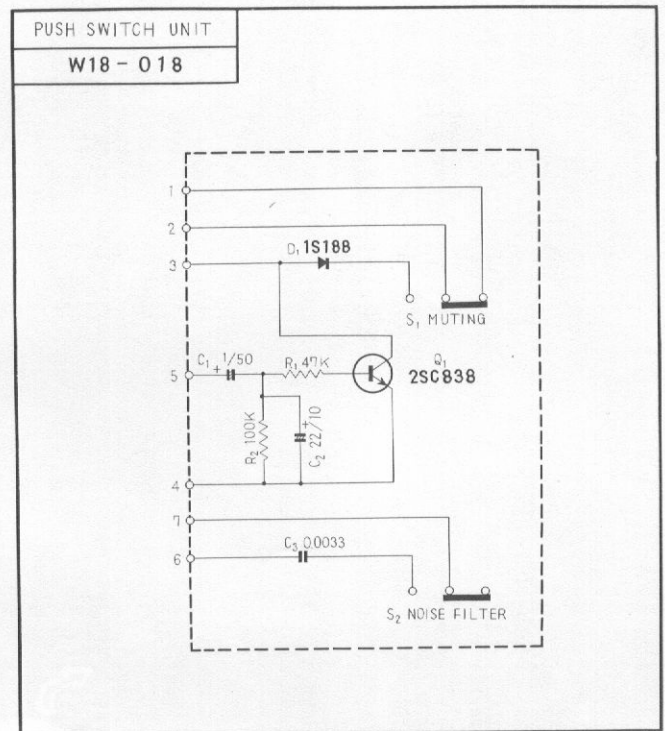 PUSH SWITCH UNIT
W18-018
1
2
D₁ 1S188
3
S₁ MUTING
C₁ + 1/50
R₁ 47K
Q₁
2SC838
5
R₂ 100K
C₂ 22/10 +
4
7
C₃ 0.0033
6
S₂ NOISE FILTER